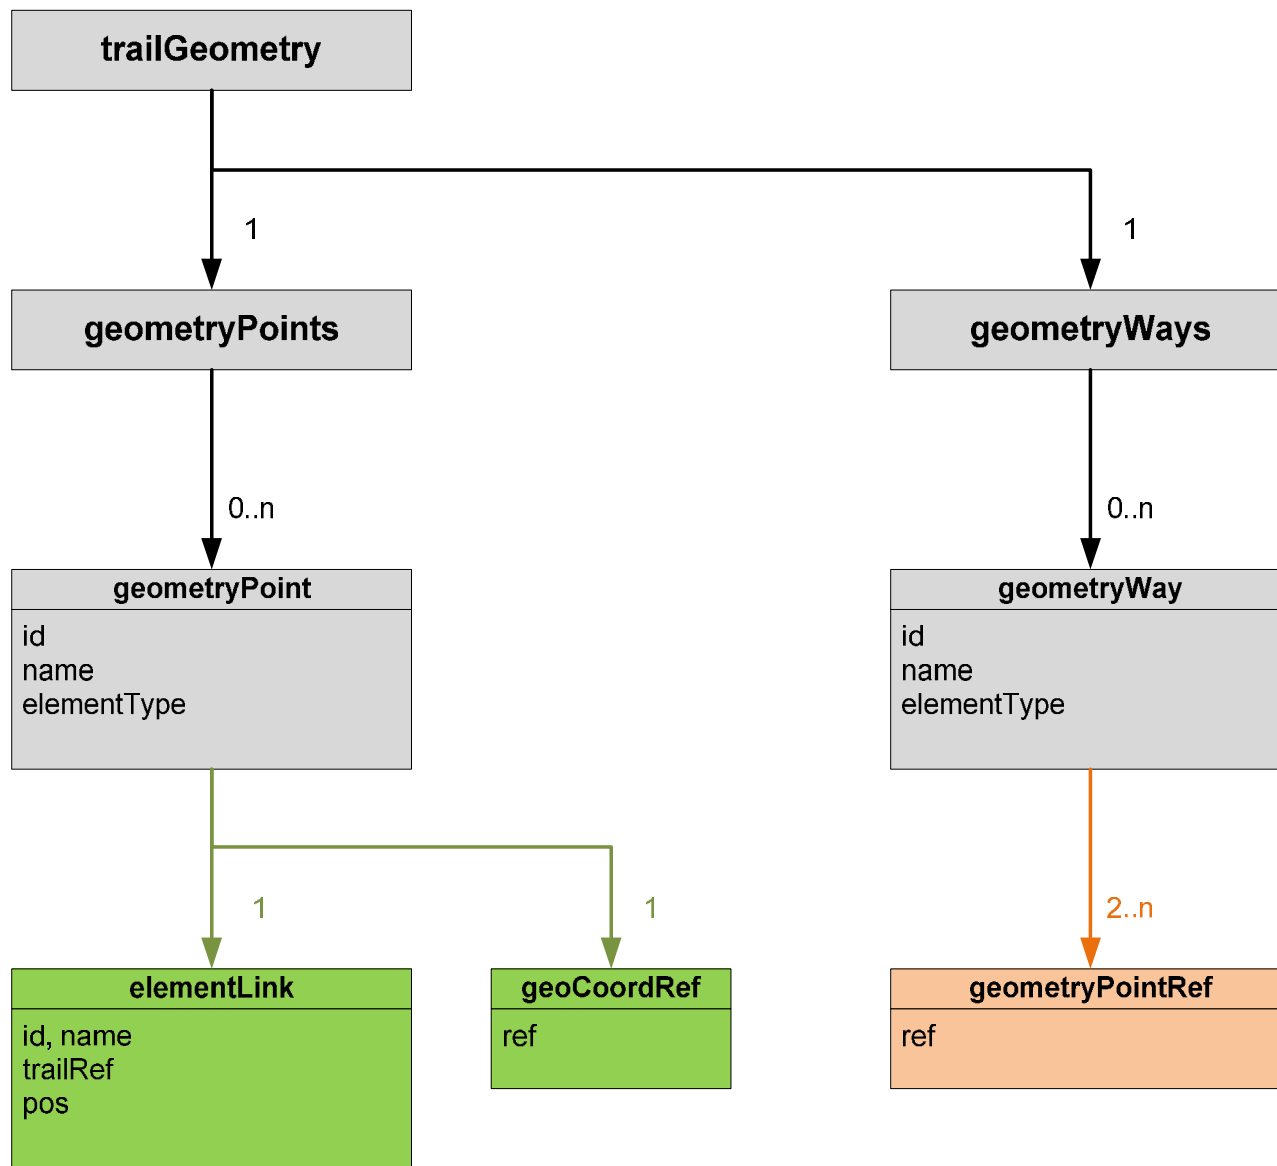 trailGeometry
1
1
geometryPoints
geometryWays
0..n
0..n
geometryPoint
id
name
elementType
geometryWay
id
name
elementType
1
1
2..n
elementLink
id, name
trailRef
pos
geoCoordRef
ref
geometryPointRef
ref